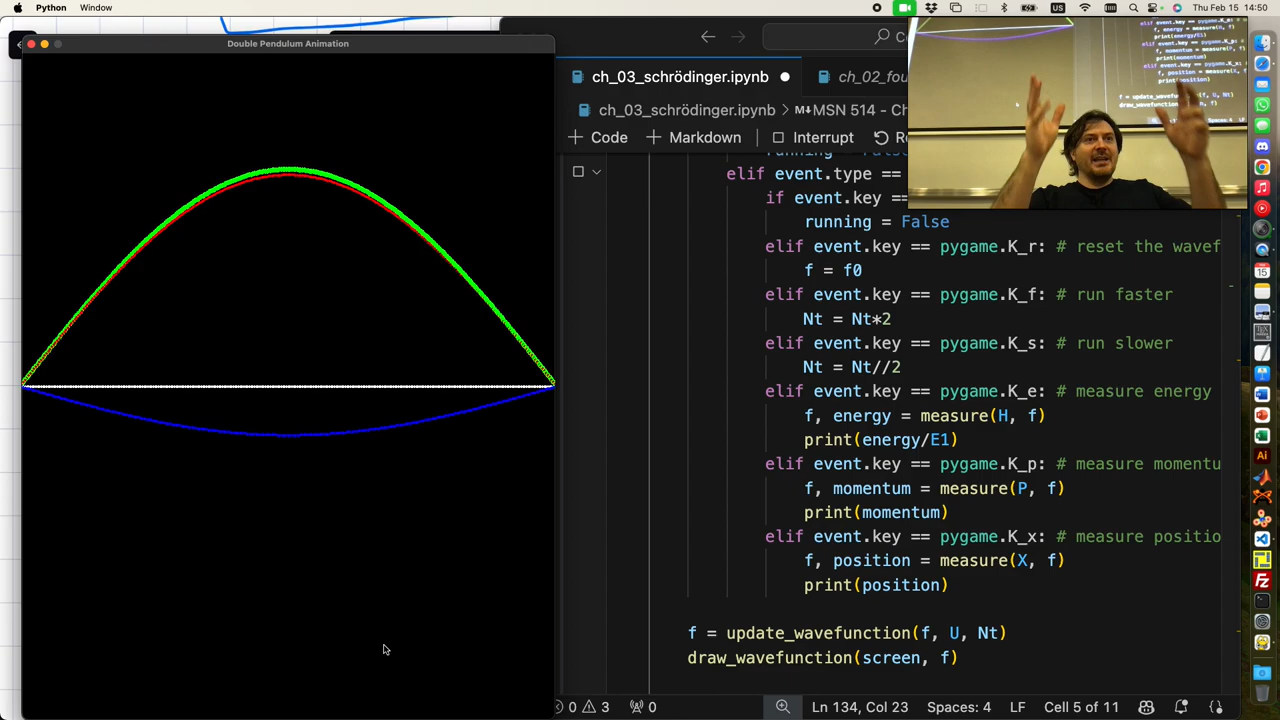 Python Window
US Thu Feb 15 14:50
Double Pendulum Animation
ch_03_schrödinger.ipynb ch_02_fou
ch_03_schrödinger.ipynb > MSN 514 - Ch
+ Code + Markdown Interrupt Re
running = False
elif event.type ==
if event.key ==
running = False
elif event.key == pygame.K_r: # reset the wavef
f = f0
elif event.key == pygame.K_f: # run faster
Nt = Nt*2
elif event.key == pygame.K_s: # run slower
Nt = Nt//2
elif event.key == pygame.K_e: # measure energy
f, energy = measure(H, f)
print(energy/E1)
elif event.key == pygame.K_p: # measure momentu
f, momentum = measure(P, f)
print(momentum)
elif event.key == pygame.K_x: # measure positio
f, position = measure(X, f)
print(position)
f = update_wavefunction(f, U, Nt)
draw_wavefunction(screen, f)
0 3 0 Ln 134, Col 23 Spaces: 4 LF Cell 5 of 11